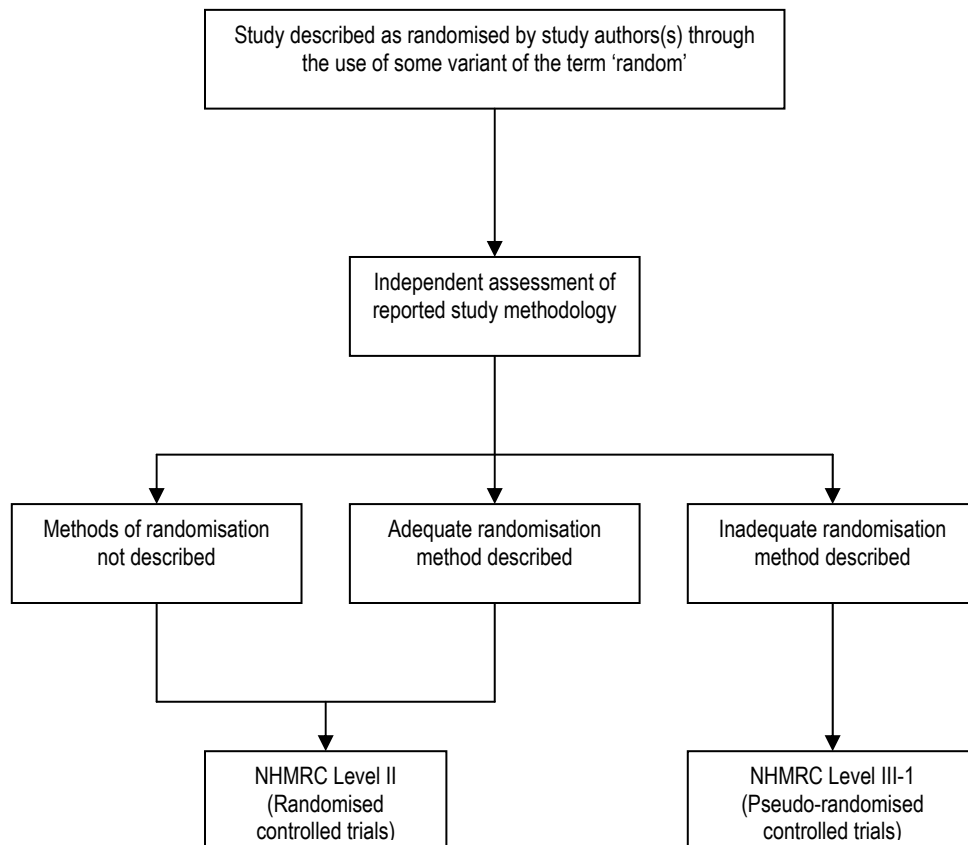 Study described as randomised by study authors(s) through
the use of some variant of the term ‘random’
Independent assessment of
reported study methodology
Methods of randomisation
not described
Adequate randomisation
method described
Inadequate randomisation
method described
NHMRC Level II
(Randomised
controlled trials)
NHMRC Level III-1
(Pseudo-randomised
controlled trials)